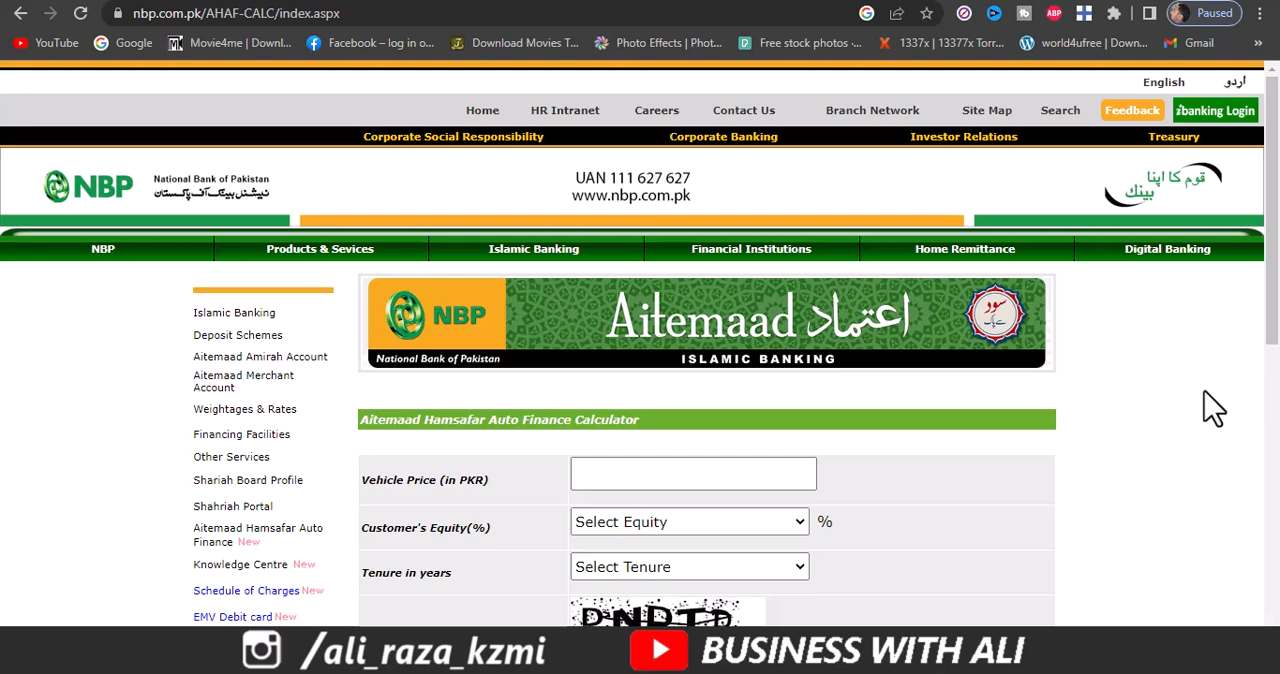 nbp.com.pk/AHAF-CALC/index.aspx
ABP
Paused
YouTube
Google
Movie4me | Downl...
Facebook – log in o...
Download Movies T...
Photo Effects | Phot...
Free stock photos -...
1337x | 13377x Torr...
world4ufree | Down...
Gmail
»
English
اردو
Home
HR Intranet
Careers
Contact Us
Branch Network
Site Map
Search
Feedback
ibanking Login
Corporate Social Responsibility
Corporate Banking
Investor Relations
Treasury
NBP
National Bank of Pakistan
نیشنل بینک آف پاکستان
UAN 111 627 627
www.nbp.com.pk
قوم کا اپنا
بینک
NBP
Products & Sevices
Islamic Banking
Financial Institutions
Home Remittance
Digital Banking
NBP
National Bank of Pakistan
Aitemaad اعتماد
ISLAMIC BANKING
سود
سے پاک
Islamic Banking
Deposit Schemes
Aitemaad Amirah Account
Aitemaad Merchant
Account
Weightages & Rates
Financing Facilities
Other Services
Shariah Board Profile
Shahriah Portal
Aitemaad Hamsafar Auto
Finance New
Knowledge Centre New
Schedule of Charges New
EMV Debit card New
Aitemaad Hamsafar Auto Finance Calculator
Vehicle Price (in PKR)
Customer's Equity(%)
Select Equity
%
Tenure in years
Select Tenure
/ali_raza_kzmi
BUSINESS WITH ALI